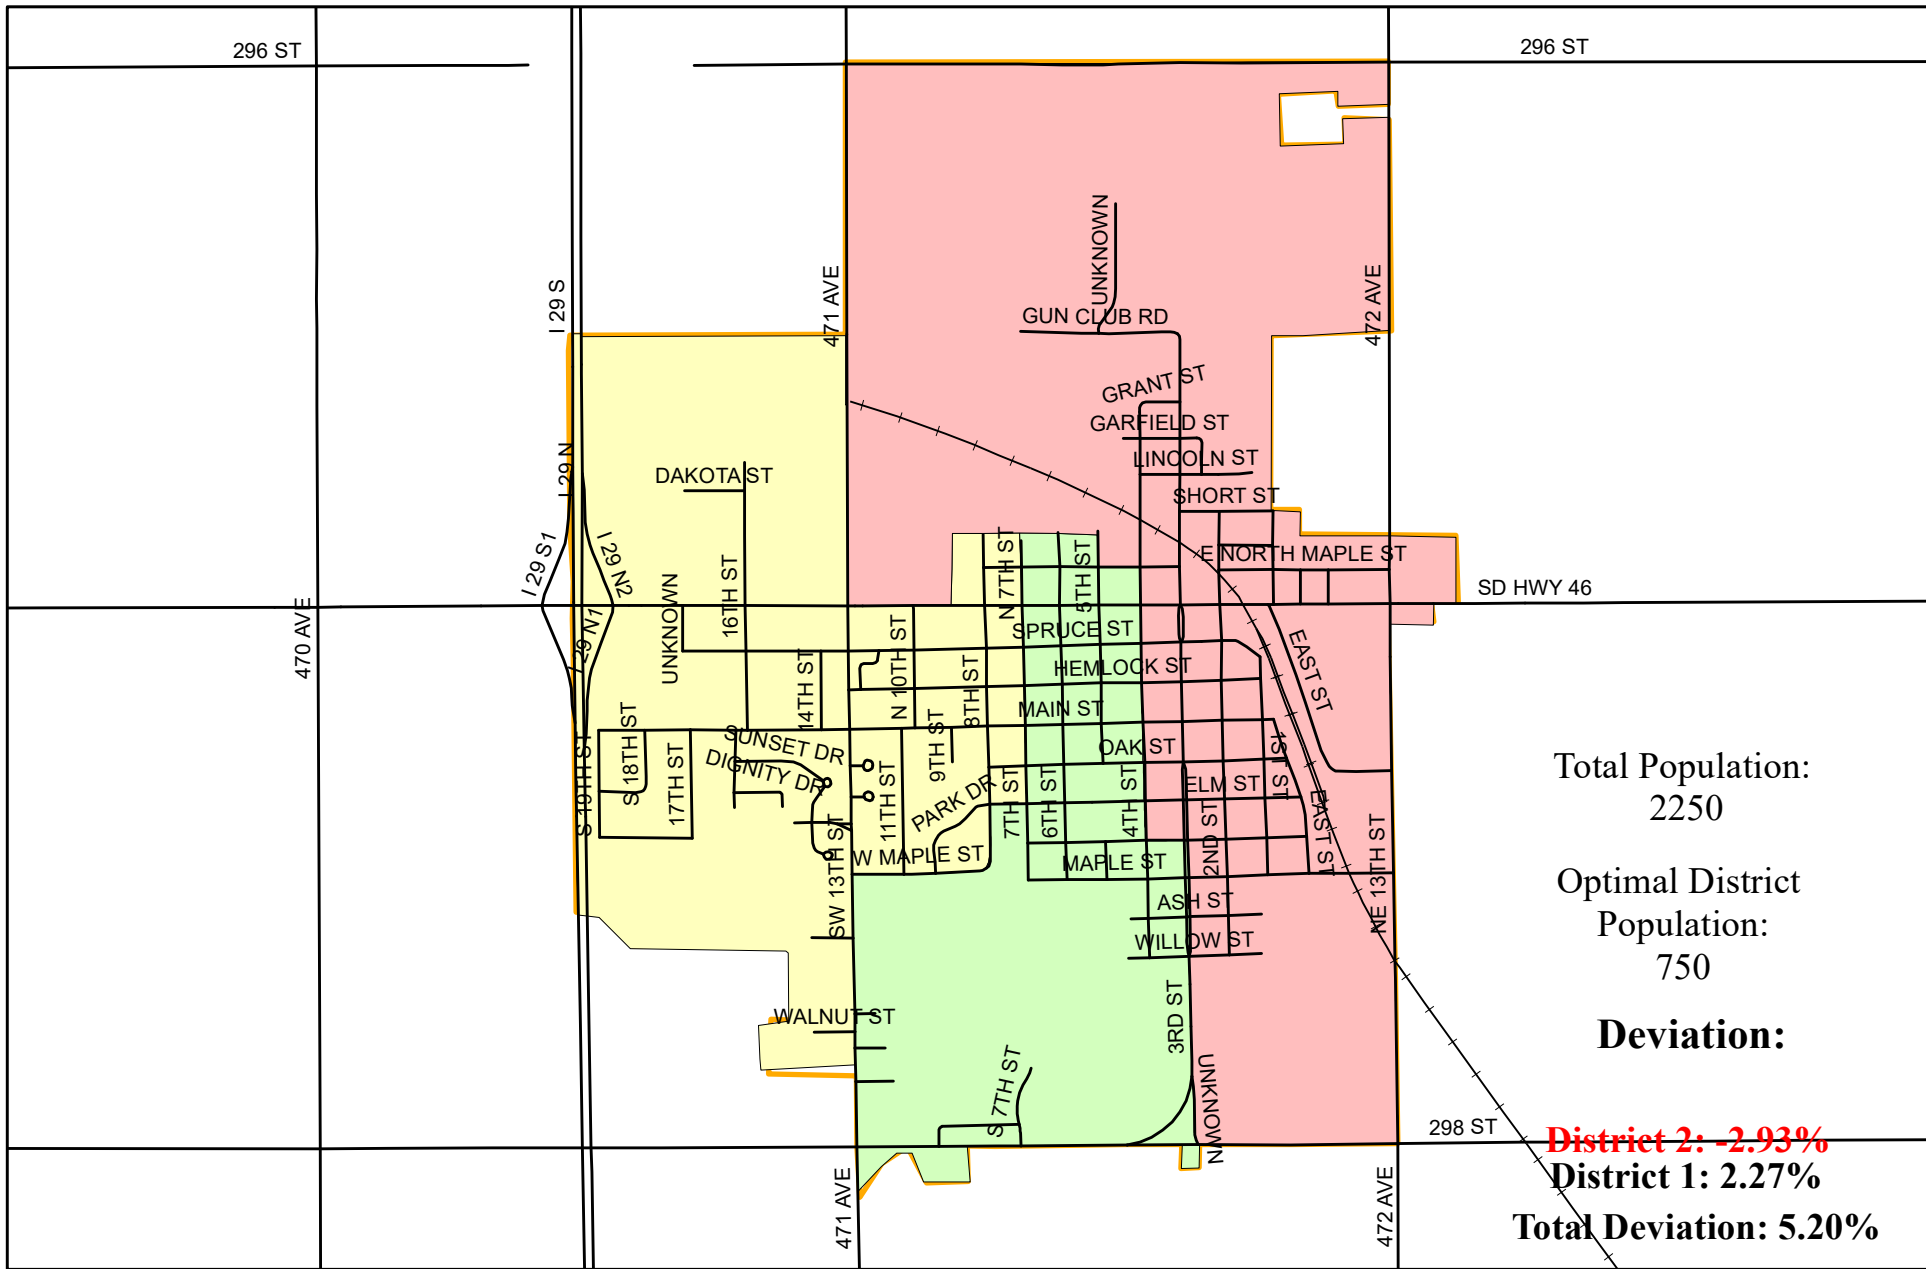 296 ST
296 ST
UNKNOWN
I 29 S
471 AVE
472 AVE
GUN CLUB RD
GRANT ST
GARFIELD ST
LINCOLN ST
I 29 N
DAKOTA ST
SHORT ST
I 29 S1
I 29 N2
N 7TH ST
5TH ST
E NORTH MAPLE ST
16TH ST
UNKNOWN
SD HWY 46
470 AVE
I 29 N1
SPRUCE ST
N 10TH ST
EAST ST
14TH ST
8TH ST
HEMLOCK ST
MAIN ST
S 18TH ST
SUNSET DR
9TH ST
OAK ST
1ST ST
S 19TH ST
17TH ST
DIGNITY DR
11TH ST
PARK DR
7TH ST
6TH ST
4TH ST
ELM ST
2ND ST
EAST ST
NE 13TH ST
SW 13TH ST
W MAPLE ST
MAPLE ST
ASH ST
WILLOW ST
WALNUT ST
3RD ST
S 7TH ST
UNKNOWN
298 ST
471 AVE
472 AVE
Total Population:
2250
Optimal District
Population:
750
Deviation:
District 2: -2.93%
District 1: 2.27%
Total Deviation: 5.20%